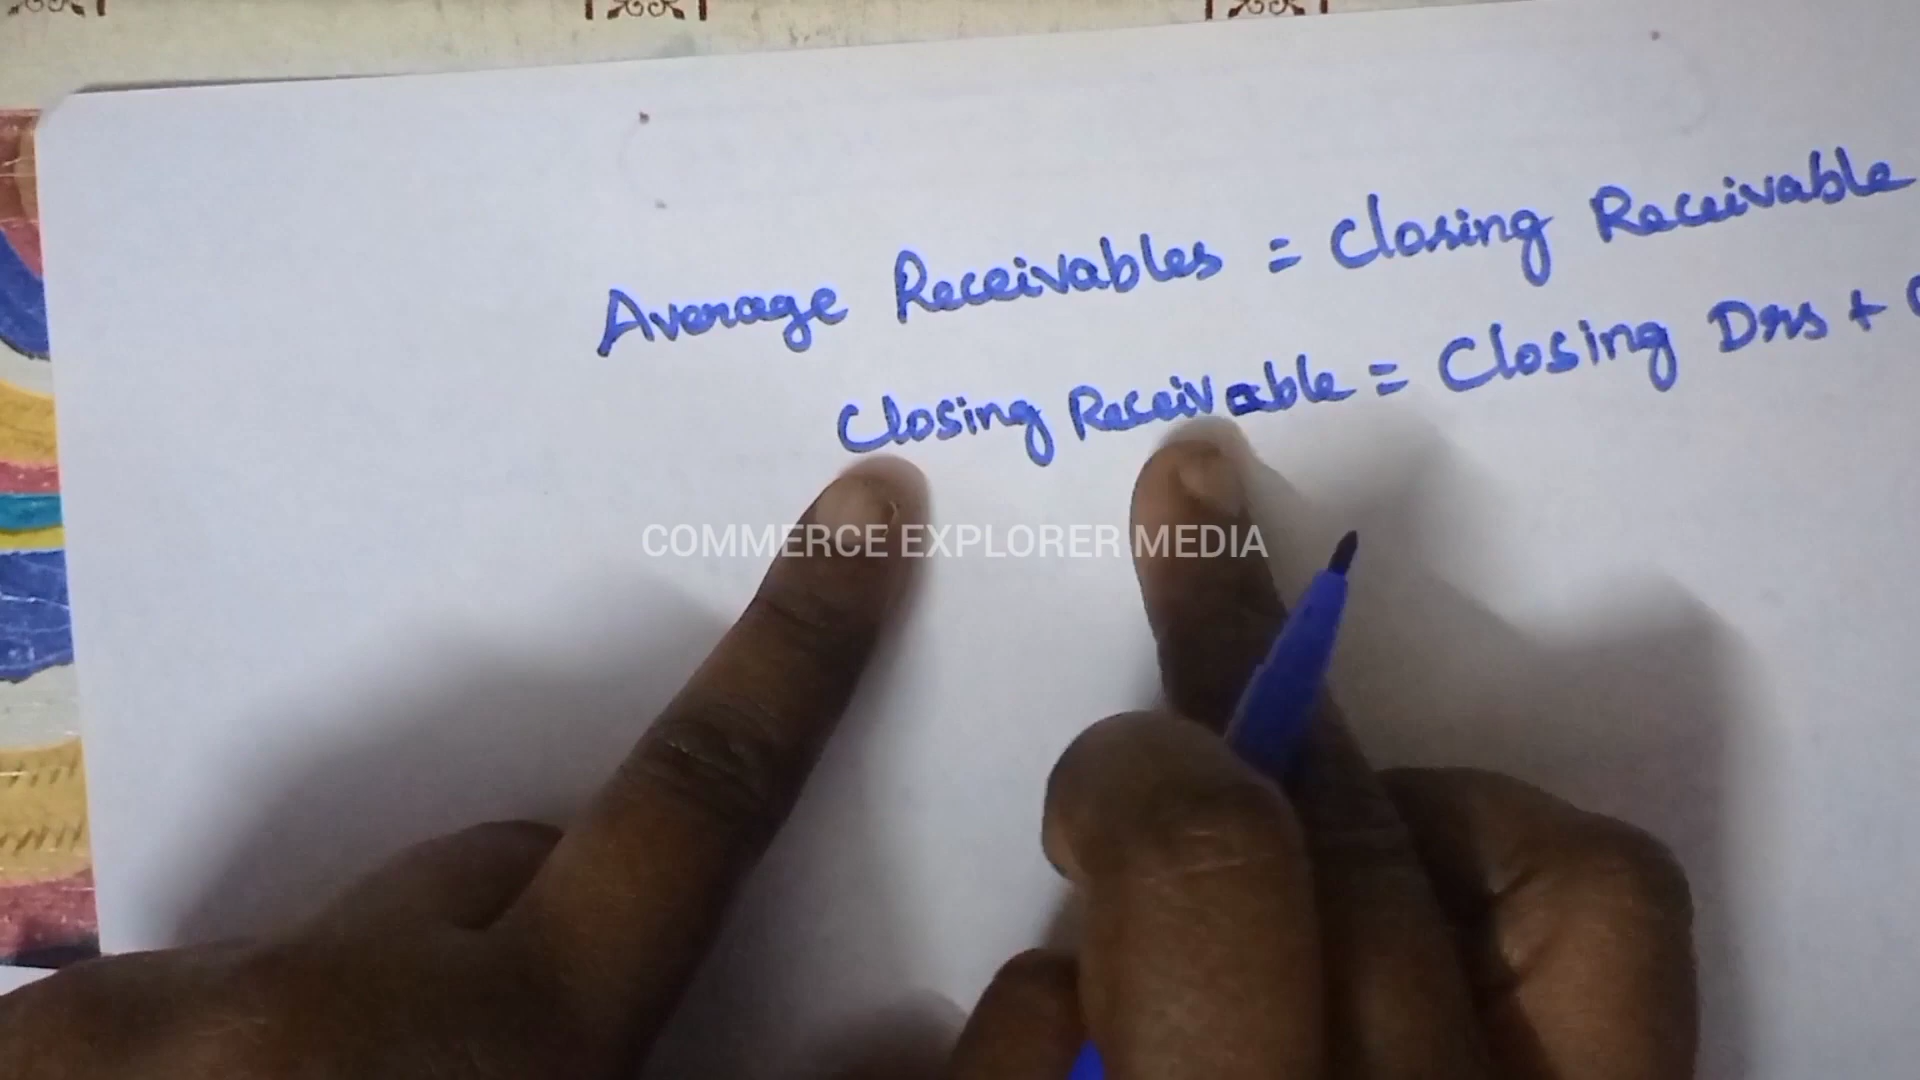 Average Receivables = Closing Receivable
Closing Receivable = Closing Drs +
COMMERCE EXPLORER MEDIA